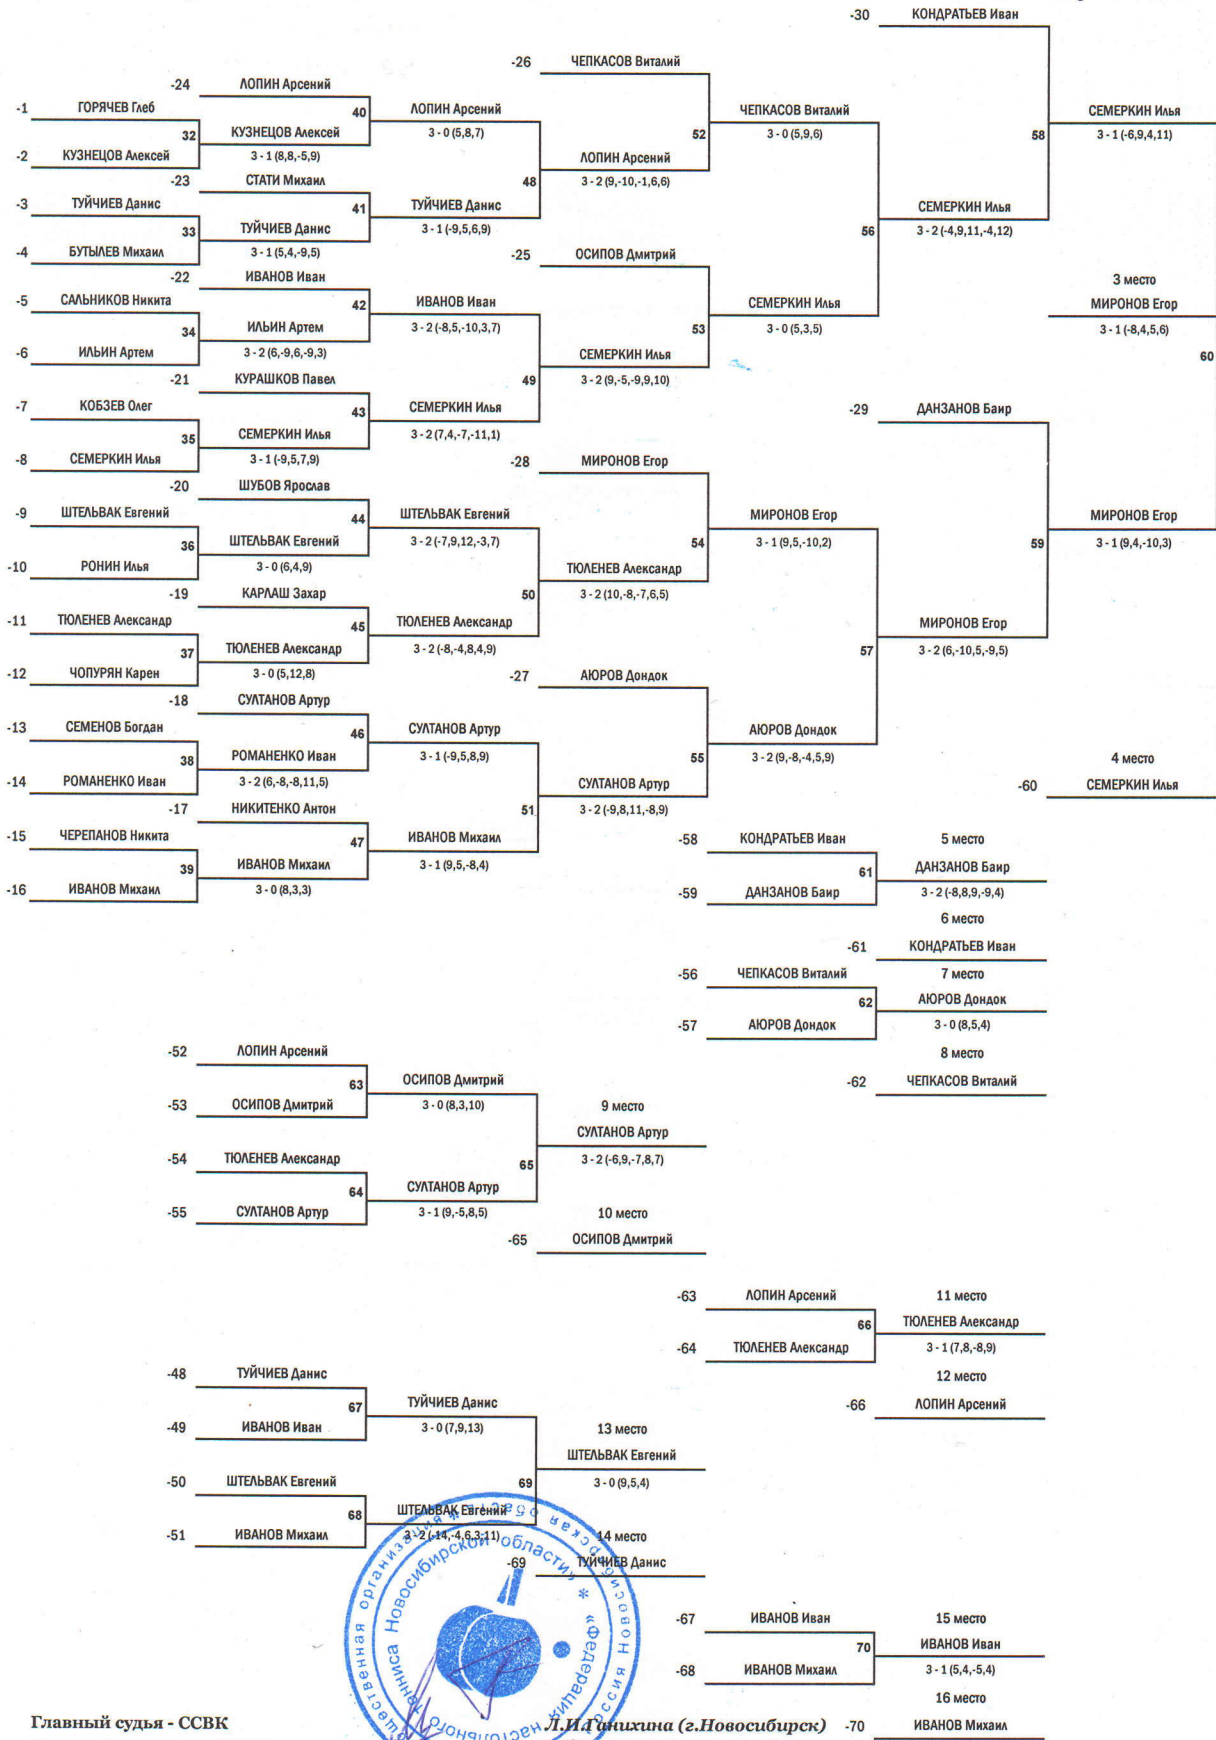 -30 КОНДРАТЬЕВ Иван
-26 ЧЕПКАСОВ Виталий
-24 ЛОПИН Арсений
-1 ГОРЯЧЕВ Глеб
40 ЛОПИН Арсений
ЧЕПКАСОВ Виталий
СЕМЕРКИН Илья
32 КУЗНЕЦОВ Алексей
3 - 0 (5,8,7)
52
3 - 0 (5,9,6)
58
3 - 1 (-6,9,4,11)
-2 КУЗНЕЦОВ Алексей
3 - 1 (8,8,-5,9)
ЛОПИН Арсений
-23 СТАТИ Михаил
48
3 - 2 (9,-10,-1,6,6)
-3 ТУЙЧИЕВ Данис
41 ТУЙЧИЕВ Данис
СЕМЕРКИН Илья
33 ТУЙЧИЕВ Данис
3 - 1 (-9,5,6,9)
56
3 - 2 (-4,9,11,-4,12)
-4 БУТЫЛЕВ Михаил
3 - 1 (5,4,-9,5)
-25 ОСИПОВ Дмитрий
-22 ИВАНОВ Иван
3 место
-5 САЛЬНИКОВ Никита
42 ИВАНОВ Иван
СЕМЕРКИН Илья
МИРОНОВ Егор
34 ИЛЬИН Артем
3 - 2 (-8,5,-10,3,7)
53
3 - 0 (5,3,5)
3 - 1 (-8,4,5,6)
-6 ИЛЬИН Артем
3 - 2 (6,-9,6,-9,3)
СЕМЕРКИН Илья
60
-21 КУРАШКОВ Павел
49
3 - 2 (9,-5,-9,9,10)
-7 КОБЗЕВ Олег
43 СЕМЕРКИН Илья
-29 ДАНЗАНОВ Баир
35 СЕМЕРКИН Илья
3 - 2 (7,4,-7,-11,1)
-8 СЕМЕРКИН Илья
3 - 1 (-9,5,7,9)
-28 МИРОНОВ Егор
-20 ШУБОВ Ярослав
-9 ШТЕЛЬВАК Евгений
44 ШТЕЛЬВАК Евгений
МИРОНОВ Егор
МИРОНОВ Егор
36 ШТЕЛЬВАК Евгений
3 - 2 (-7,9,12,-3,7)
54
3 - 1 (9,5,-10,2)
59
3 - 1 (9,4,-10,3)
-10 РОНИН Илья
3 - 0 (6,4,9)
ТЮЛЕНЕВ Александр
-19 КАРЛАШ Захар
50
3 - 2 (10,-8,-7,6,5)
-11 ТЮЛЕНЕВ Александр
45 ТЮЛЕНЕВ Александр
МИРОНОВ Егор
37 ТЮЛЕНЕВ Александр
3 - 2 (-8,-4,8,4,9)
57
3 - 2 (6,-10,5,-9,5)
-12 ЧОПУРЯН Карен
3 - 0 (5,12,8)
-27 АЮРОВ Дондок
-18 СУЛТАНОВ Артур
-13 СЕМЕНОВ Богдан
46 СУЛТАНОВ Артур
АЮРОВ Дондок
38 РОМАНЕНКО Иван
3 - 1 (-9,5,8,9)
55
3 - 2 (9,-8,-4,5,9)
4 место
-14 РОМАНЕНКО Иван
3 - 2 (6,-8,-8,11,5)
СУЛТАНОВ Артур
-60 СЕМЕРКИН Илья
-17 НИКИТЕНКО Антон
51
3 - 2 (-9,8,11,-8,9)
-15 ЧЕРЕПАНОВ Никита
47 ИВАНОВ Михаил
-58 КОНДРАТЬЕВ Иван
5 место
39 ИВАНОВ Михаил
3 - 1 (9,5,-8,4)
61 ДАНЗАНОВ Баир
-16 ИВАНОВ Михаил
3 - 0 (8,3,3)
-59 ДАНЗАНОВ Баир
3 - 2 (-8,8,9,-9,4)
6 место
-61 КОНДРАТЬЕВ Иван
-56 ЧЕПКАСОВ Виталий
7 место
62 АЮРОВ Дондок
-57 АЮРОВ Дондок
3 - 0 (8,5,4)
-52 ЛОПИН Арсений
8 место
63 ОСИПОВ Дмитрий
-62 ЧЕПКАСОВ Виталий
-53 ОСИПОВ Дмитрий
3 - 0 (8,3,10)
9 место
СУЛТАНОВ Артур
-54 ТЮЛЕНЕВ Александр
65
3 - 2 (-6,9,-7,8,7)
64 СУЛТАНОВ Артур
-55 СУЛТАНОВ Артур
3 - 1 (9,-5,8,5)
10 место
-65 ОСИПОВ Дмитрий
-63 ЛОПИН Арсений
11 место
66 ТЮЛЕНЕВ Александр
-64 ТЮЛЕНЕВ Александр
3 - 1 (7,8,-8,9)
-48 ТУЙЧИЕВ Данис
12 место
67 ТУЙЧИЕВ Данис
-66 ЛОПИН Арсений
-49 ИВАНОВ Иван
3 - 0 (7,9,13)
13 место
ШТЕЛЬВАК Евгений
-50 ШТЕЛЬВАК Евгений
69
3 - 0 (9,5,4)
68 ШТЕЛЬВАК Евгений
-51 ИВАНОВ Михаил
3 - 2 (-14,-4,6,3,11)
14 место
-69 ТУЙЧИЕВ Данис
-67 ИВАНОВ Иван
15 место
70 ИВАНОВ Иван
-68 ИВАНОВ Михаил
3 - 1 (5,4,-5,4)
16 место
Главный судья - ССВК
Л.И.Ганихина (г.Новосибирск)
-70 ИВАНОВ Михаил
общественная организация * Новосибирская область
Россия
«Федерация настольного тенниса Новосибирской области» *